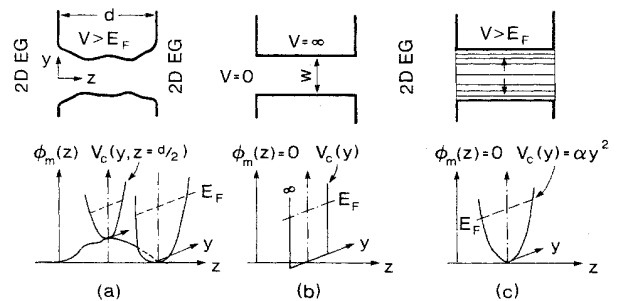 d
V>E_F
2D EG
y
z
2D EG
V=∞
V=0
W
2D EG
V>E_F
ϕ_m(z) V_c(y, z=d/2)
E_F
y
z
(a)
ϕ_m(z)=0 V_c(y)
∞
E_F
y
z
(b)
ϕ_m(z)=0 V_c(y)=αy²
E_F
y
z
(c)